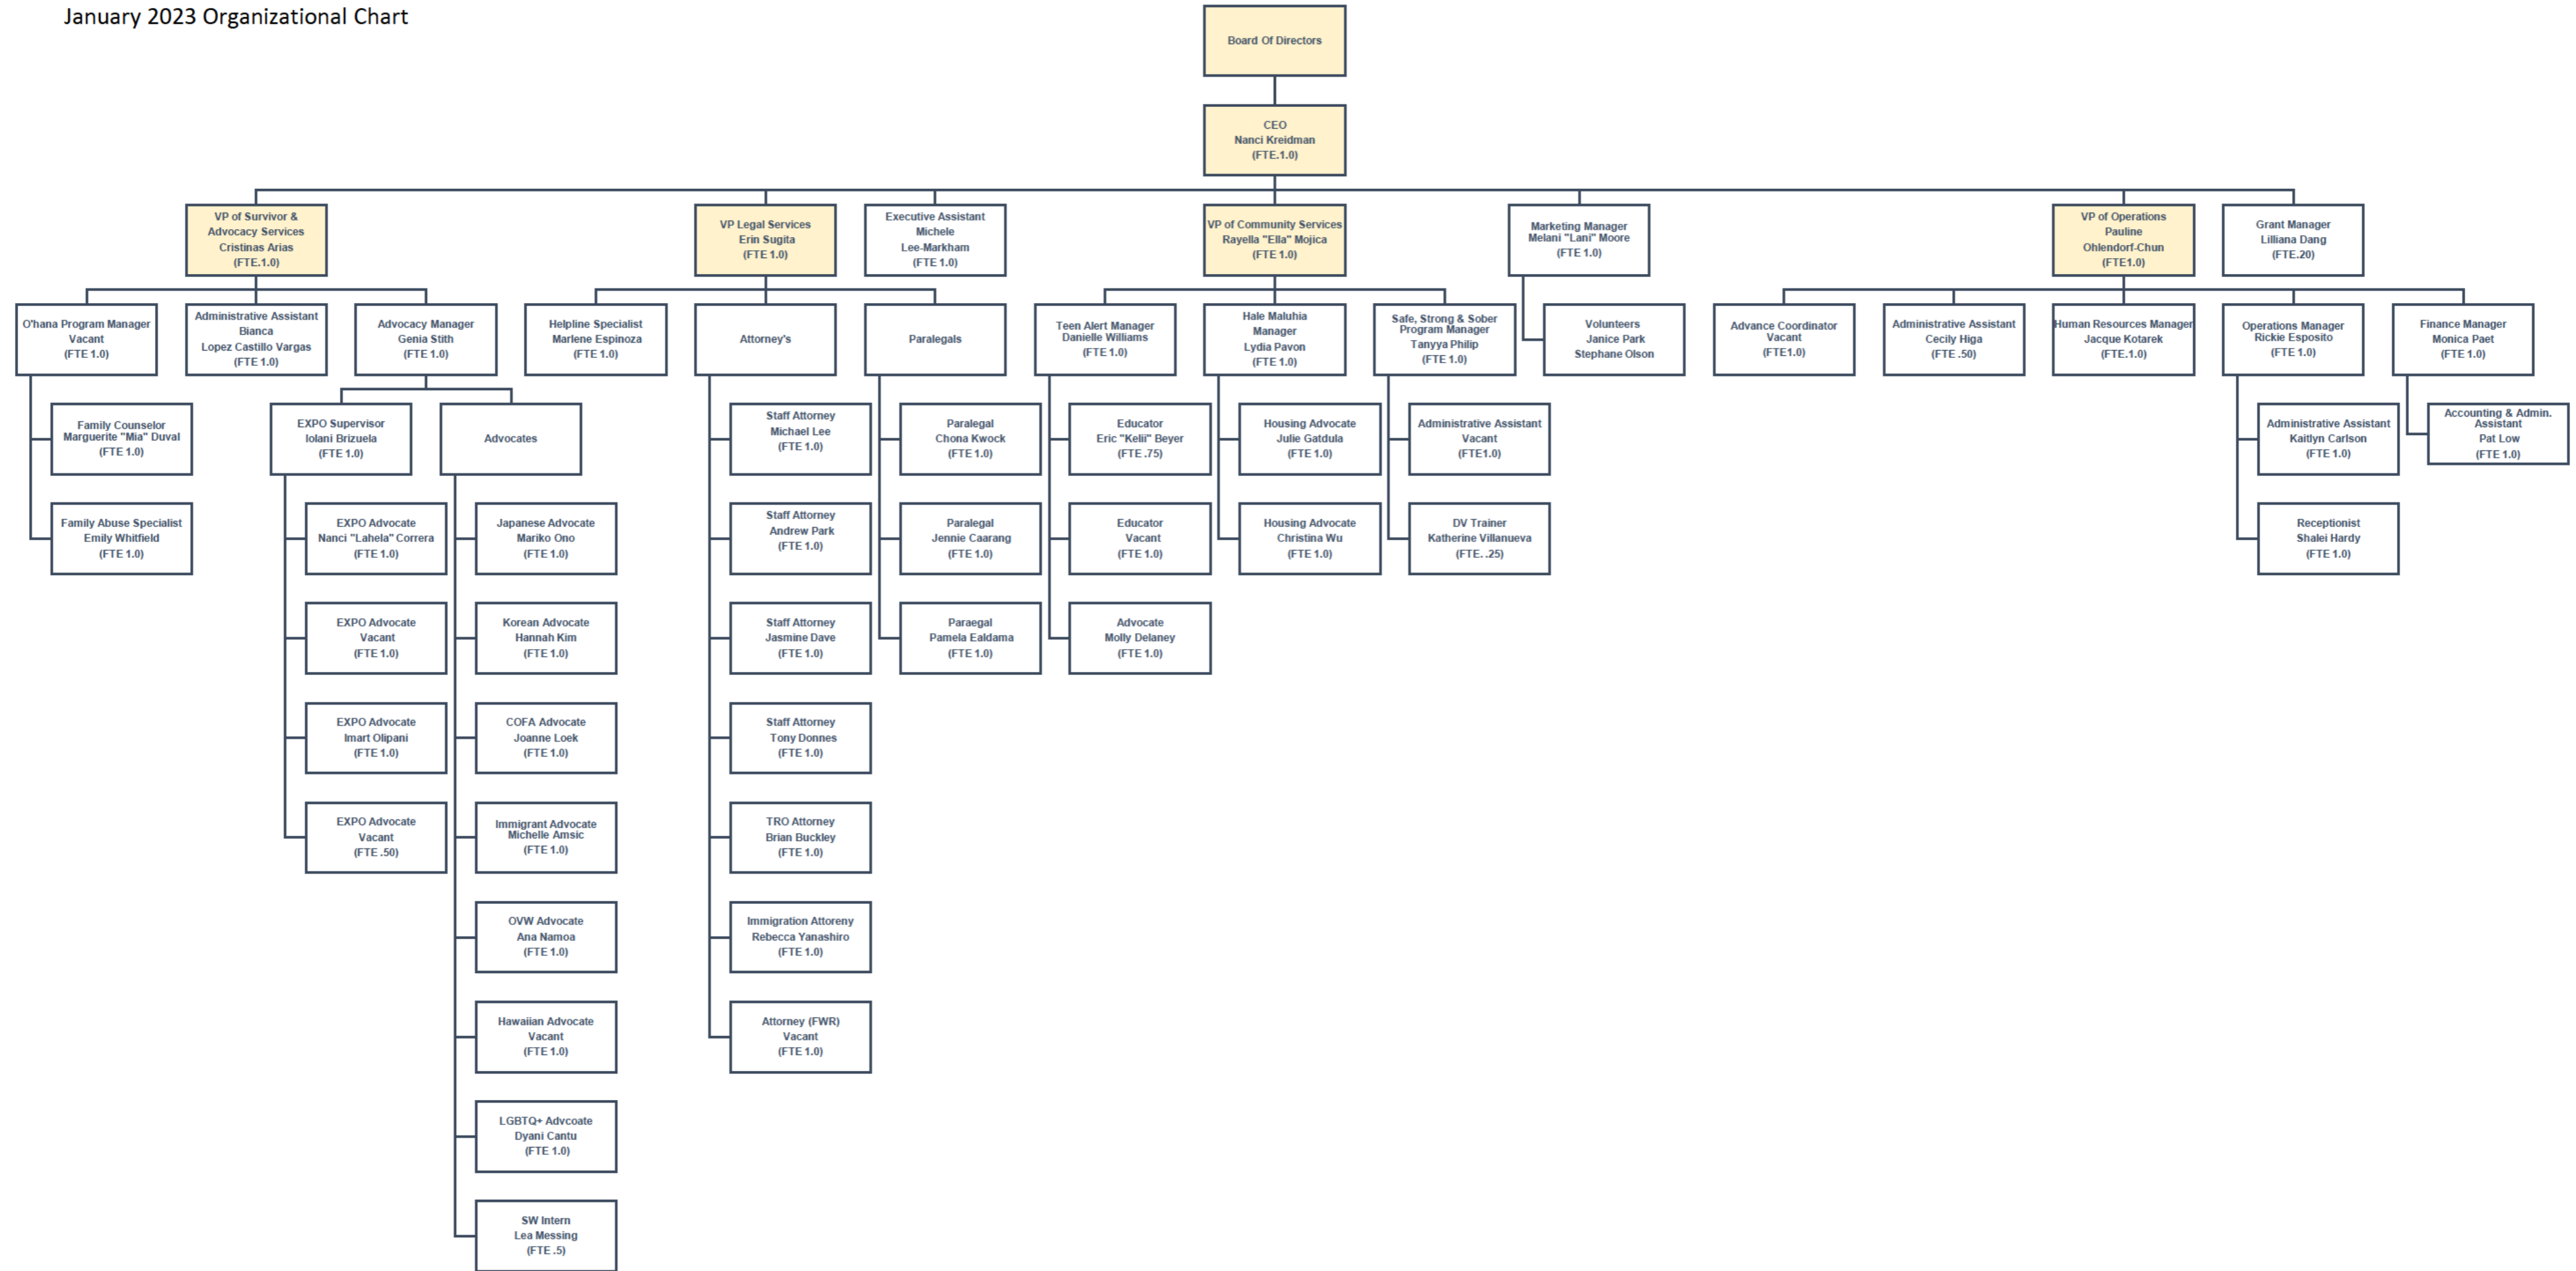 January 2023 Organizational Chart
Board Of Directors
CEO
Nanci Kreidman
(FTE.1.0)
VP of Survivor &
Advocacy Services
Cristinas Arias
(FTE.1.0)
VP Legal Services
Erin Sugita
(FTE 1.0)
Executive Assistant
Michele
Lee-Markham
(FTE 1.0)
VP of Community Services
Rayella "Ella" Mojica
(FTE 1.0)
Marketing Manager
Melani "Lani" Moore
(FTE 1.0)
VP of Operations
Pauline
Ohlendorf-Chun
(FTE1.0)
Grant Manager
Lilliana Dang
(FTE.20)
O'hana Program Manager
Vacant
(FTE 1.0)
Administrative Assistant
Bianca
Lopez Castillo Vargas
(FTE 1.0)
Advocacy Manager
Genia Stith
(FTE 1.0)
Helpline Specialist
Marlene Espinoza
(FTE 1.0)
Attorney's
Paralegals
Teen Alert Manager
Danielle Williams
(FTE 1.0)
Hale Maluhia
Manager
Lydia Pavon
(FTE 1.0)
Safe, Strong & Sober
Program Manager
Tanyya Philip
(FTE 1.0)
Volunteers
Janice Park
Stephane Olson
Advance Coordinator
Vacant
(FTE1.0)
Administrative Assistant
Cecily Higa
(FTE .50)
Human Resources Manager
Jacque Kotarek
(FTE.1.0)
Operations Manager
Rickie Esposito
(FTE 1.0)
Finance Manager
Monica Paet
(FTE 1.0)
Family Counselor
Marguerite "Mia" Duval
(FTE 1.0)
EXPO Supervisor
Iolani Brizuela
(FTE 1.0)
Advocates
Staff Attorney
Michael Lee
(FTE 1.0)
Paralegal
Chona Kwock
(FTE 1.0)
Educator
Eric "Kelii" Beyer
(FTE .75)
Housing Advocate
Julie Gatdula
(FTE 1.0)
Administrative Assistant
Vacant
(FTE1.0)
Administrative Assistant
Kaitlyn Carlson
(FTE 1.0)
Accounting & Admin.
Assistant
Pat Low
(FTE 1.0)
Family Abuse Specialist
Emily Whitfield
(FTE 1.0)
EXPO Advocate
Nanci "Lahela" Correra
(FTE 1.0)
Japanese Advocate
Mariko Ono
(FTE 1.0)
Staff Attorney
Andrew Park
(FTE 1.0)
Paralegal
Jennie Caarang
(FTE 1.0)
Educator
Vacant
(FTE 1.0)
Housing Advocate
Christina Wu
(FTE 1.0)
DV Trainer
Katherine Villanueva
(FTE. .25)
Receptionist
Shalei Hardy
(FTE 1.0)
EXPO Advocate
Vacant
(FTE 1.0)
Korean Advocate
Hannah Kim
(FTE 1.0)
Staff Attorney
Jasmine Dave
(FTE 1.0)
Paraegal
Pamela Ealdama
(FTE 1.0)
Advocate
Molly Delaney
(FTE 1.0)
EXPO Advocate
Imart Olipani
(FTE 1.0)
COFA Advocate
Joanne Loek
(FTE 1.0)
Staff Attorney
Tony Donnes
(FTE 1.0)
EXPO Advocate
Vacant
(FTE .50)
Immigrant Advocate
Michelle Amsic
(FTE 1.0)
TRO Attorney
Brian Buckley
(FTE 1.0)
OVW Advocate
Ana Namoa
(FTE 1.0)
Immigration Attoreny
Rebecca Yanashiro
(FTE 1.0)
Hawaiian Advocate
Vacant
(FTE 1.0)
Attorney (FWR)
Vacant
(FTE 1.0)
LGBTQ+ Advcoate
Dyani Cantu
(FTE 1.0)
SW Intern
Lea Messing
(FTE .5)